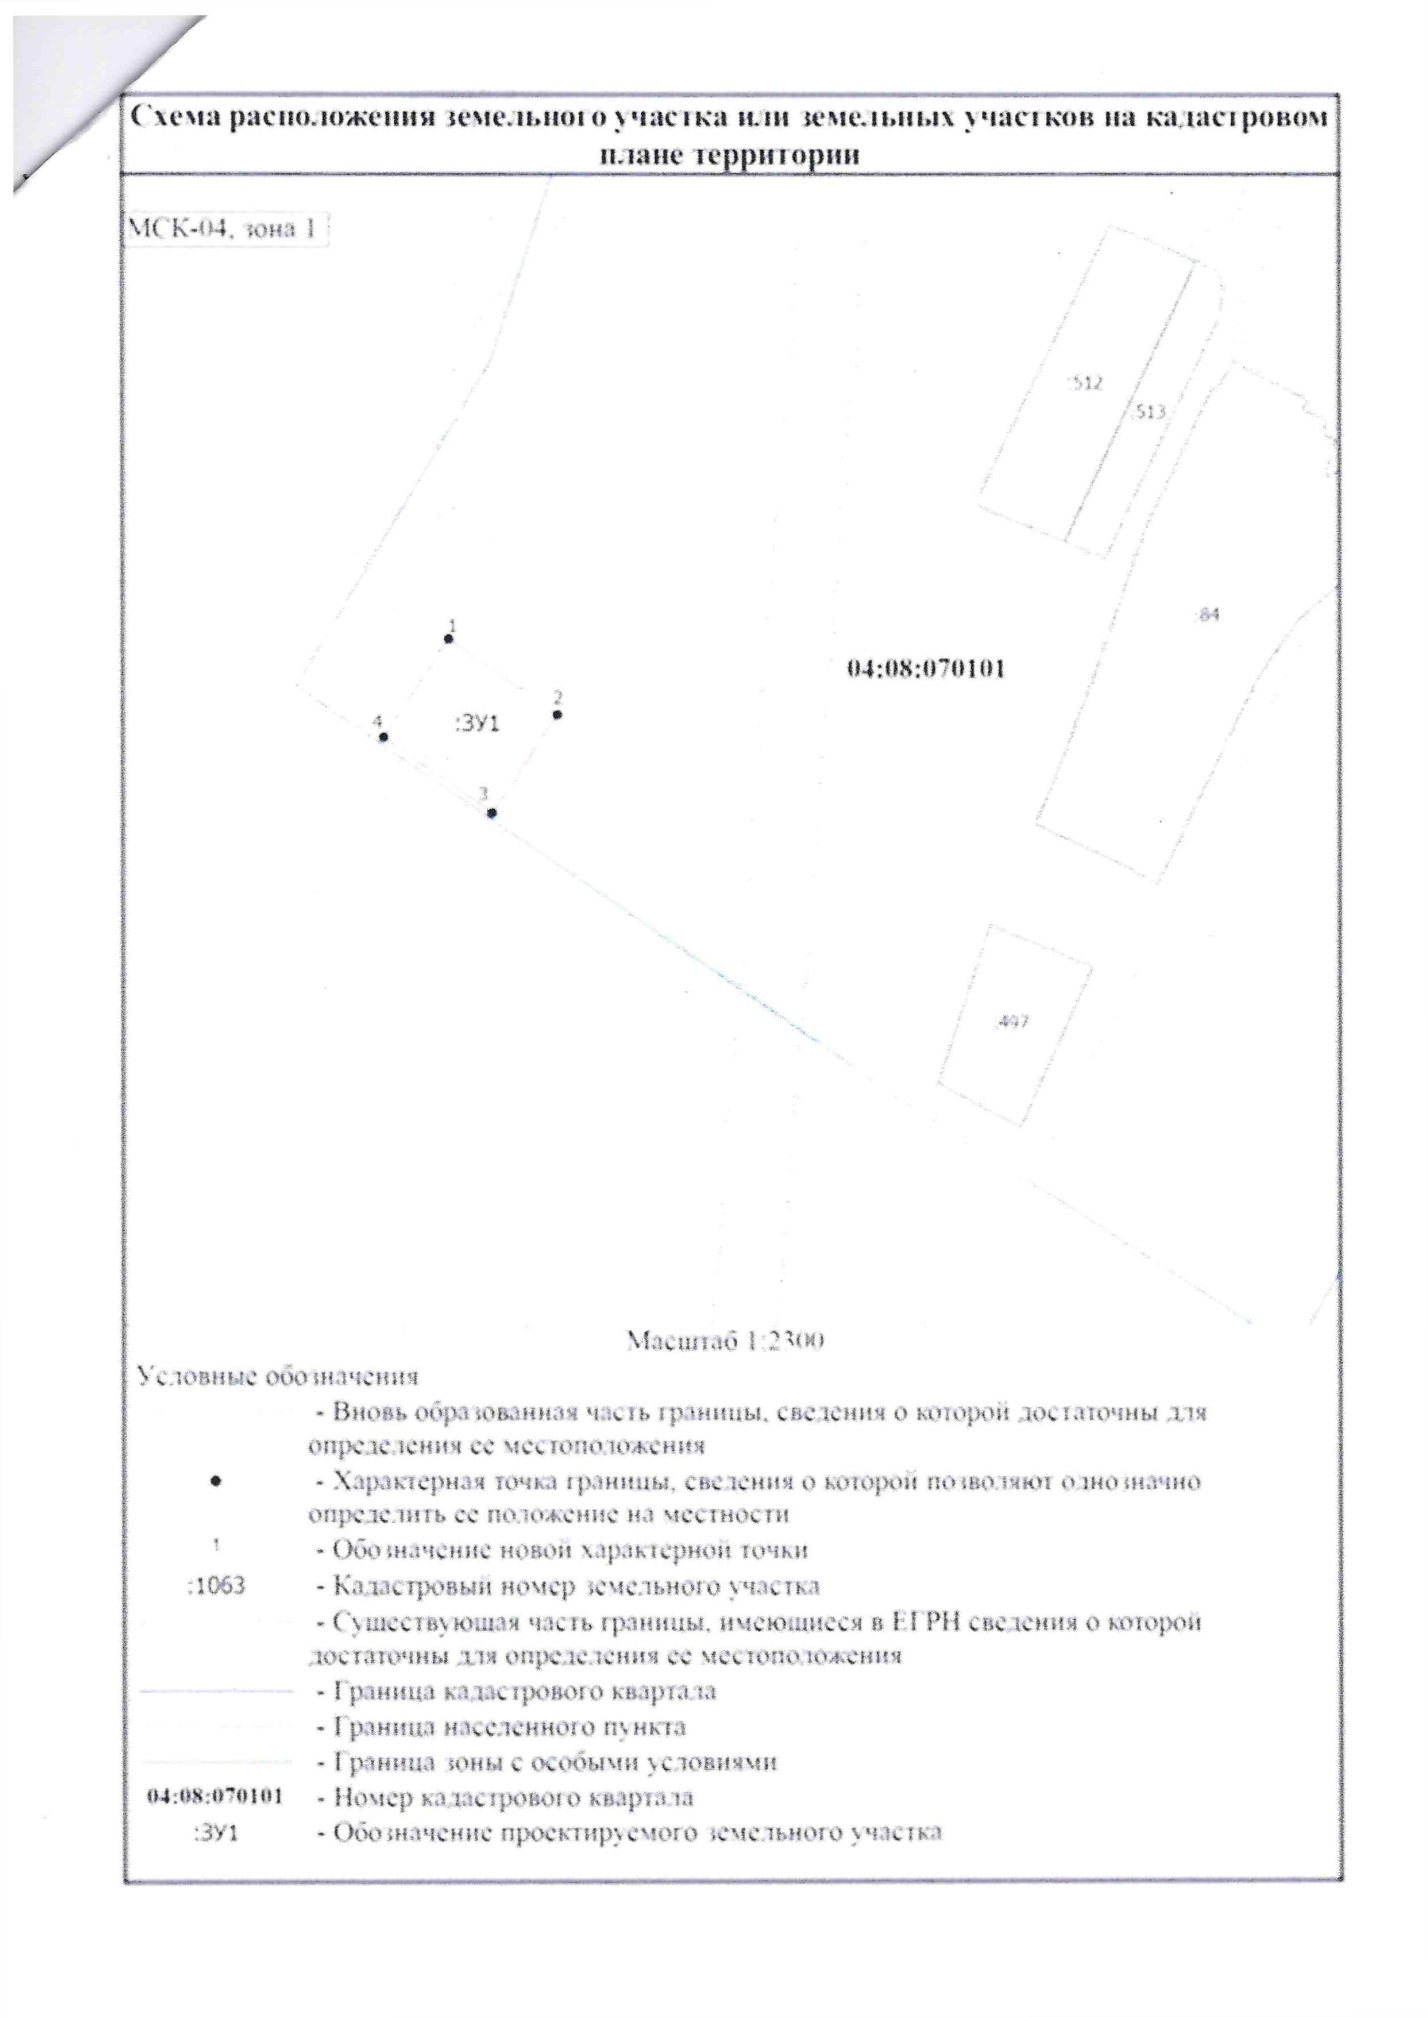 Схема расположения земельного участка или земельных участков на кадастровом
плане территории
МСК-04, зона 1
:512
:513
:84
1
04:08:070101
2
4
:ЗУ1
3
:497
Масштаб 1:2300
Условные обозначения
- Вновь образованная часть границы, сведения о которой достаточны для
определения ее местоположения
- Характерная точка границы, сведения о которой позволяют однозначно
определить ее положение на местности
1 - Обозначение новой характерной точки
:1063 - Кадастровый номер земельного участка
- Существующая часть границы, имеющиеся в ЕГРН сведения о которой
достаточны для определения ее местоположения
- Граница кадастрового квартала
- Граница населенного пункта
- Граница зоны с особыми условиями
04:08:070101 - Номер кадастрового квартала
:ЗУ1 - Обозначение проектируемого земельного участка